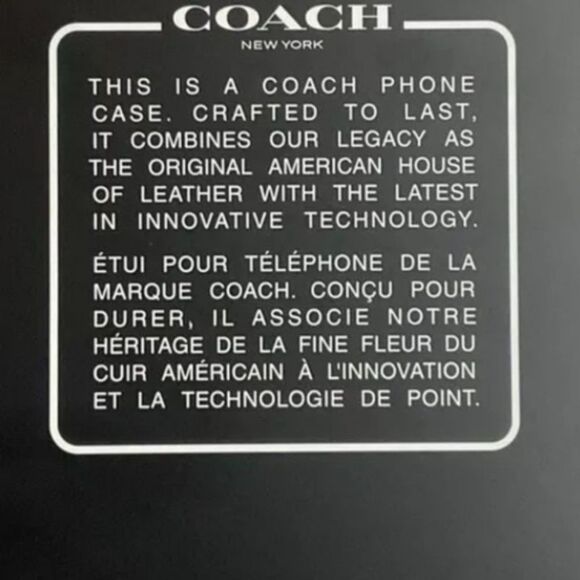 COACH
NEW YORK
THIS IS A COACH PHONE
CASE. CRAFTED TO LAST,
IT COMBINES OUR LEGACY AS
THE ORIGINAL AMERICAN HOUSE
OF LEATHER WITH THE LATEST
IN INNOVATIVE TECHNOLOGY.
ÉTUI POUR TÉLÉPHONE DE LA
MARQUE COACH. CONÇU POUR
DURER, IL ASSOCIE NOTRE
HÉRITAGE DE LA FINE FLEUR DU
CUIR AMÉRICAIN À L'INNOVATION
ET LA TECHNOLOGIE DE POINT.